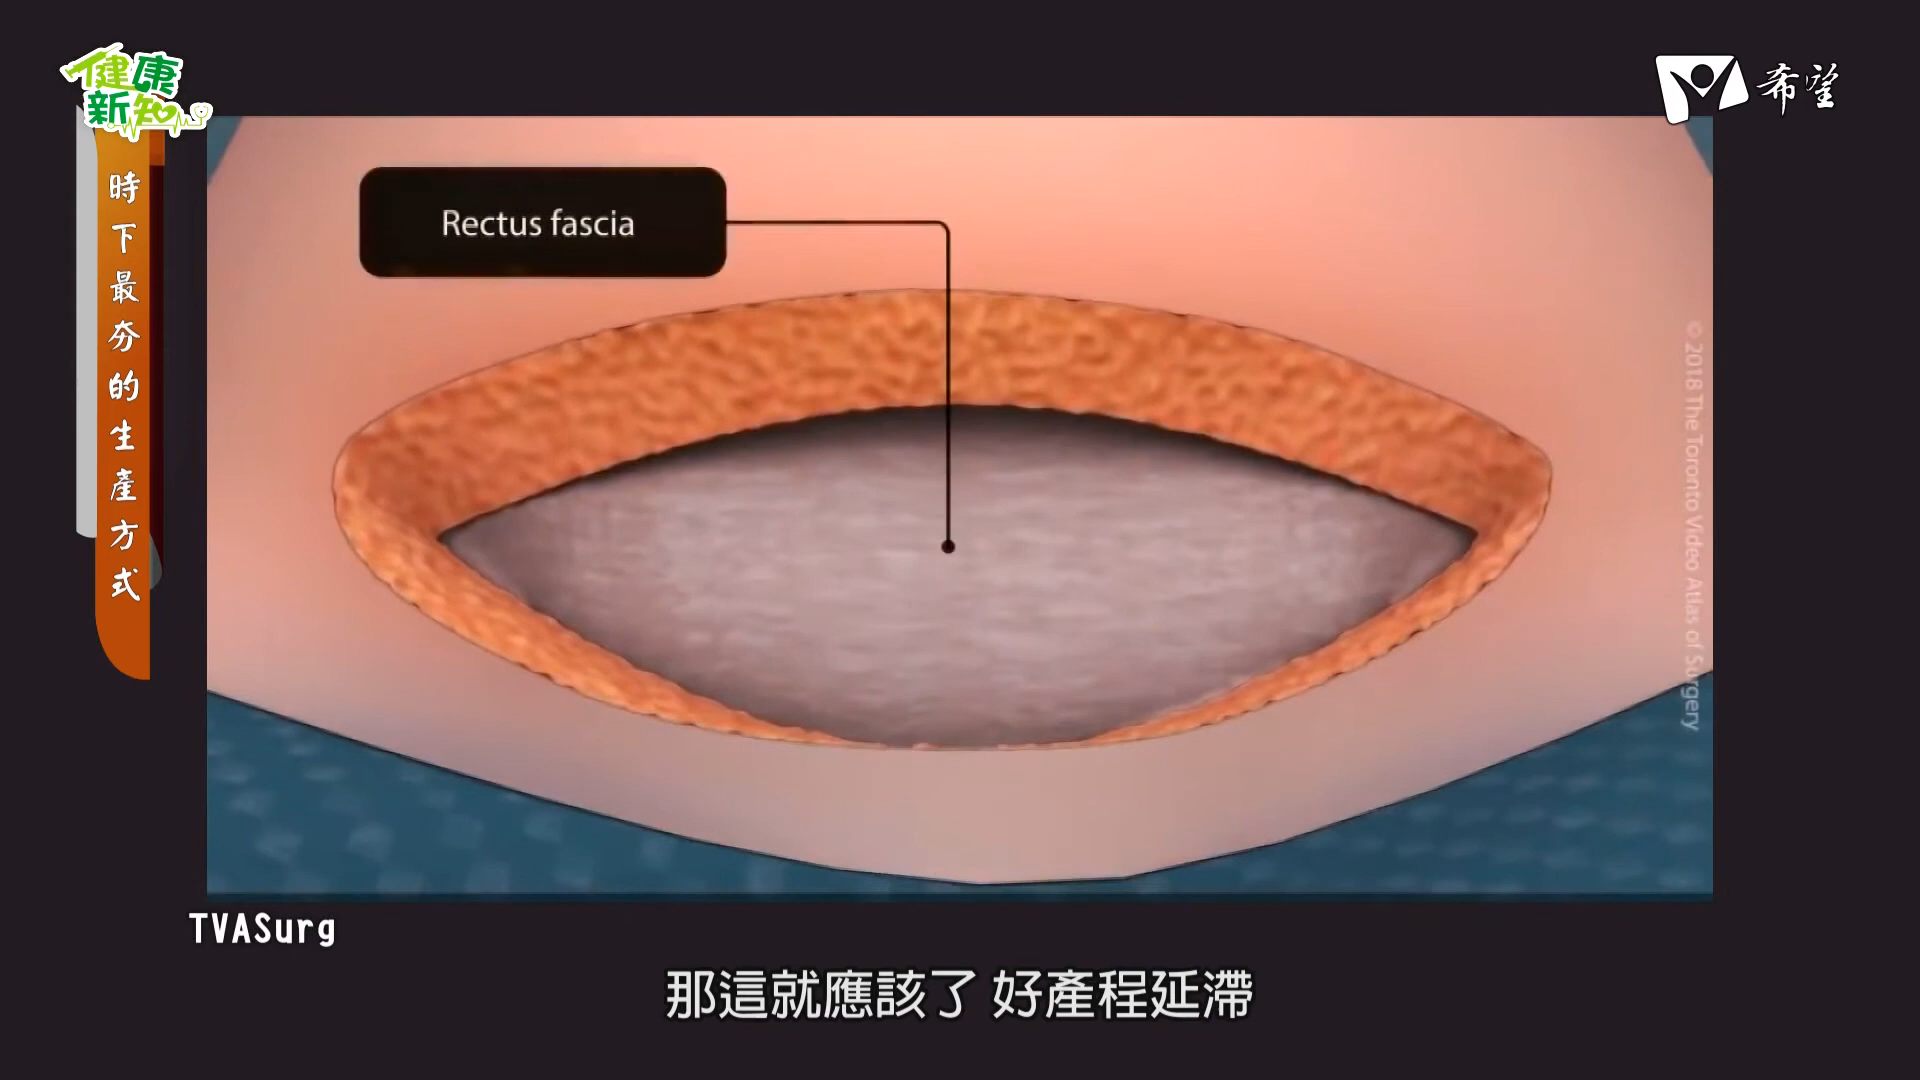 健康
新知
希望
時下最夯的生產方式
Rectus fascia
©2018 The Toronto Video Atlas of Surgery
TVASurg
那這就應該了 好產程延滯